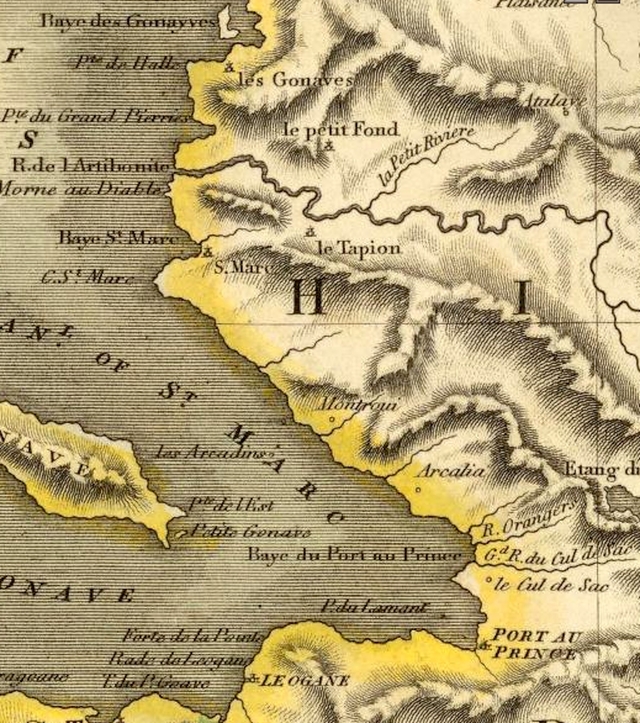 Plaisance
Baye des Gonayves
F
Pte de Halle
les Gonaves
Atalaye
Pte du Grand Pierre
le petit Fond
S
la Petit Riviere
R. de l'Artibonite
Morne au Diable
Baye St Marc
le Tapion
S. Marc
C. St Marc
H I
ANL OF ST MARC
Montroui
NAVE
les Arcadins
Arcalia
Etang d
Pte de l'Est
R. Orangers
Petite Gonave
Baye du Port au Prince
Gd R. du Cul de Sac
le Cul de Sac
ONAVE
P. du Lamant
Forte de la Pointe
PORT AU
PRINCE
Rade de Leogane
ragoane
T. du P. Goave
LEOGANE